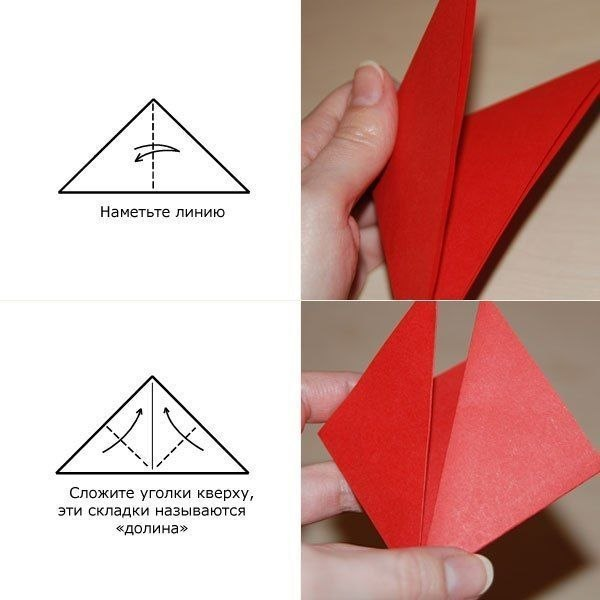 Наметьте линию
Сложите уголки кверху,
эти складки называются
«долина»